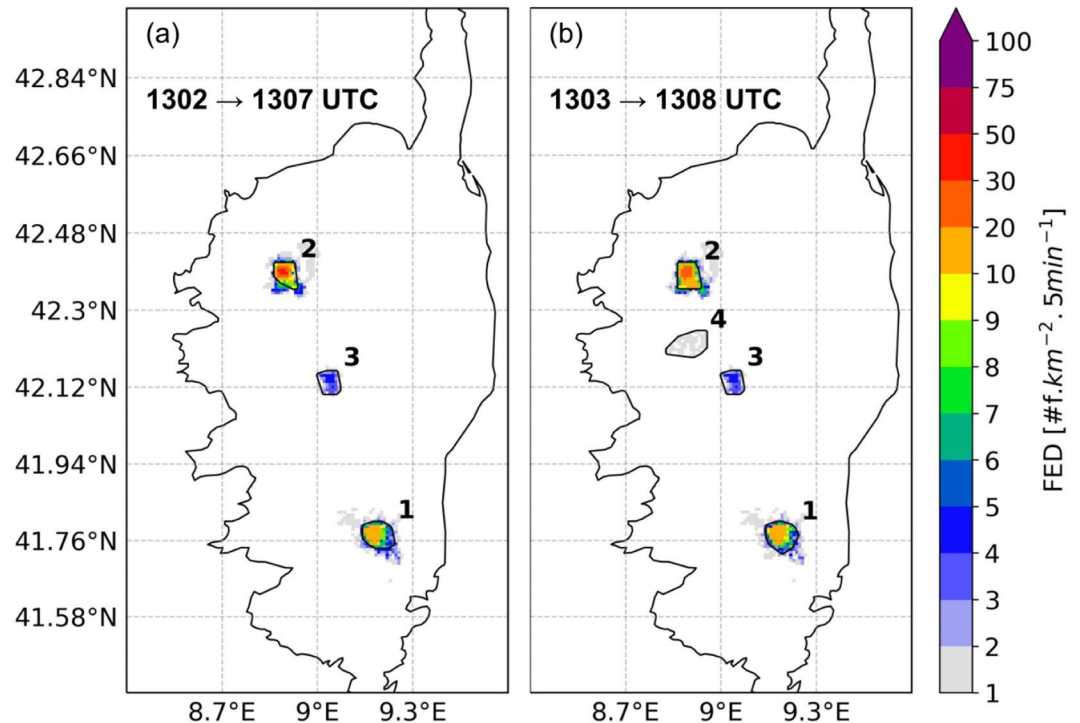 (a)
1302 → 1307 UTC
42.84°N
42.66°N
42.48°N
42.3°N
42.12°N
41.94°N
41.76°N
41.58°N
2
3
1
8.7°E 9°E 9.3°E
(b)
1303 → 1308 UTC
2
4
3
1
8.7°E 9°E 9.3°E
100
75
50
30
20
10
9
8
7
6
5
4
3
2
1
FED [#f.km⁻². 5min⁻¹]